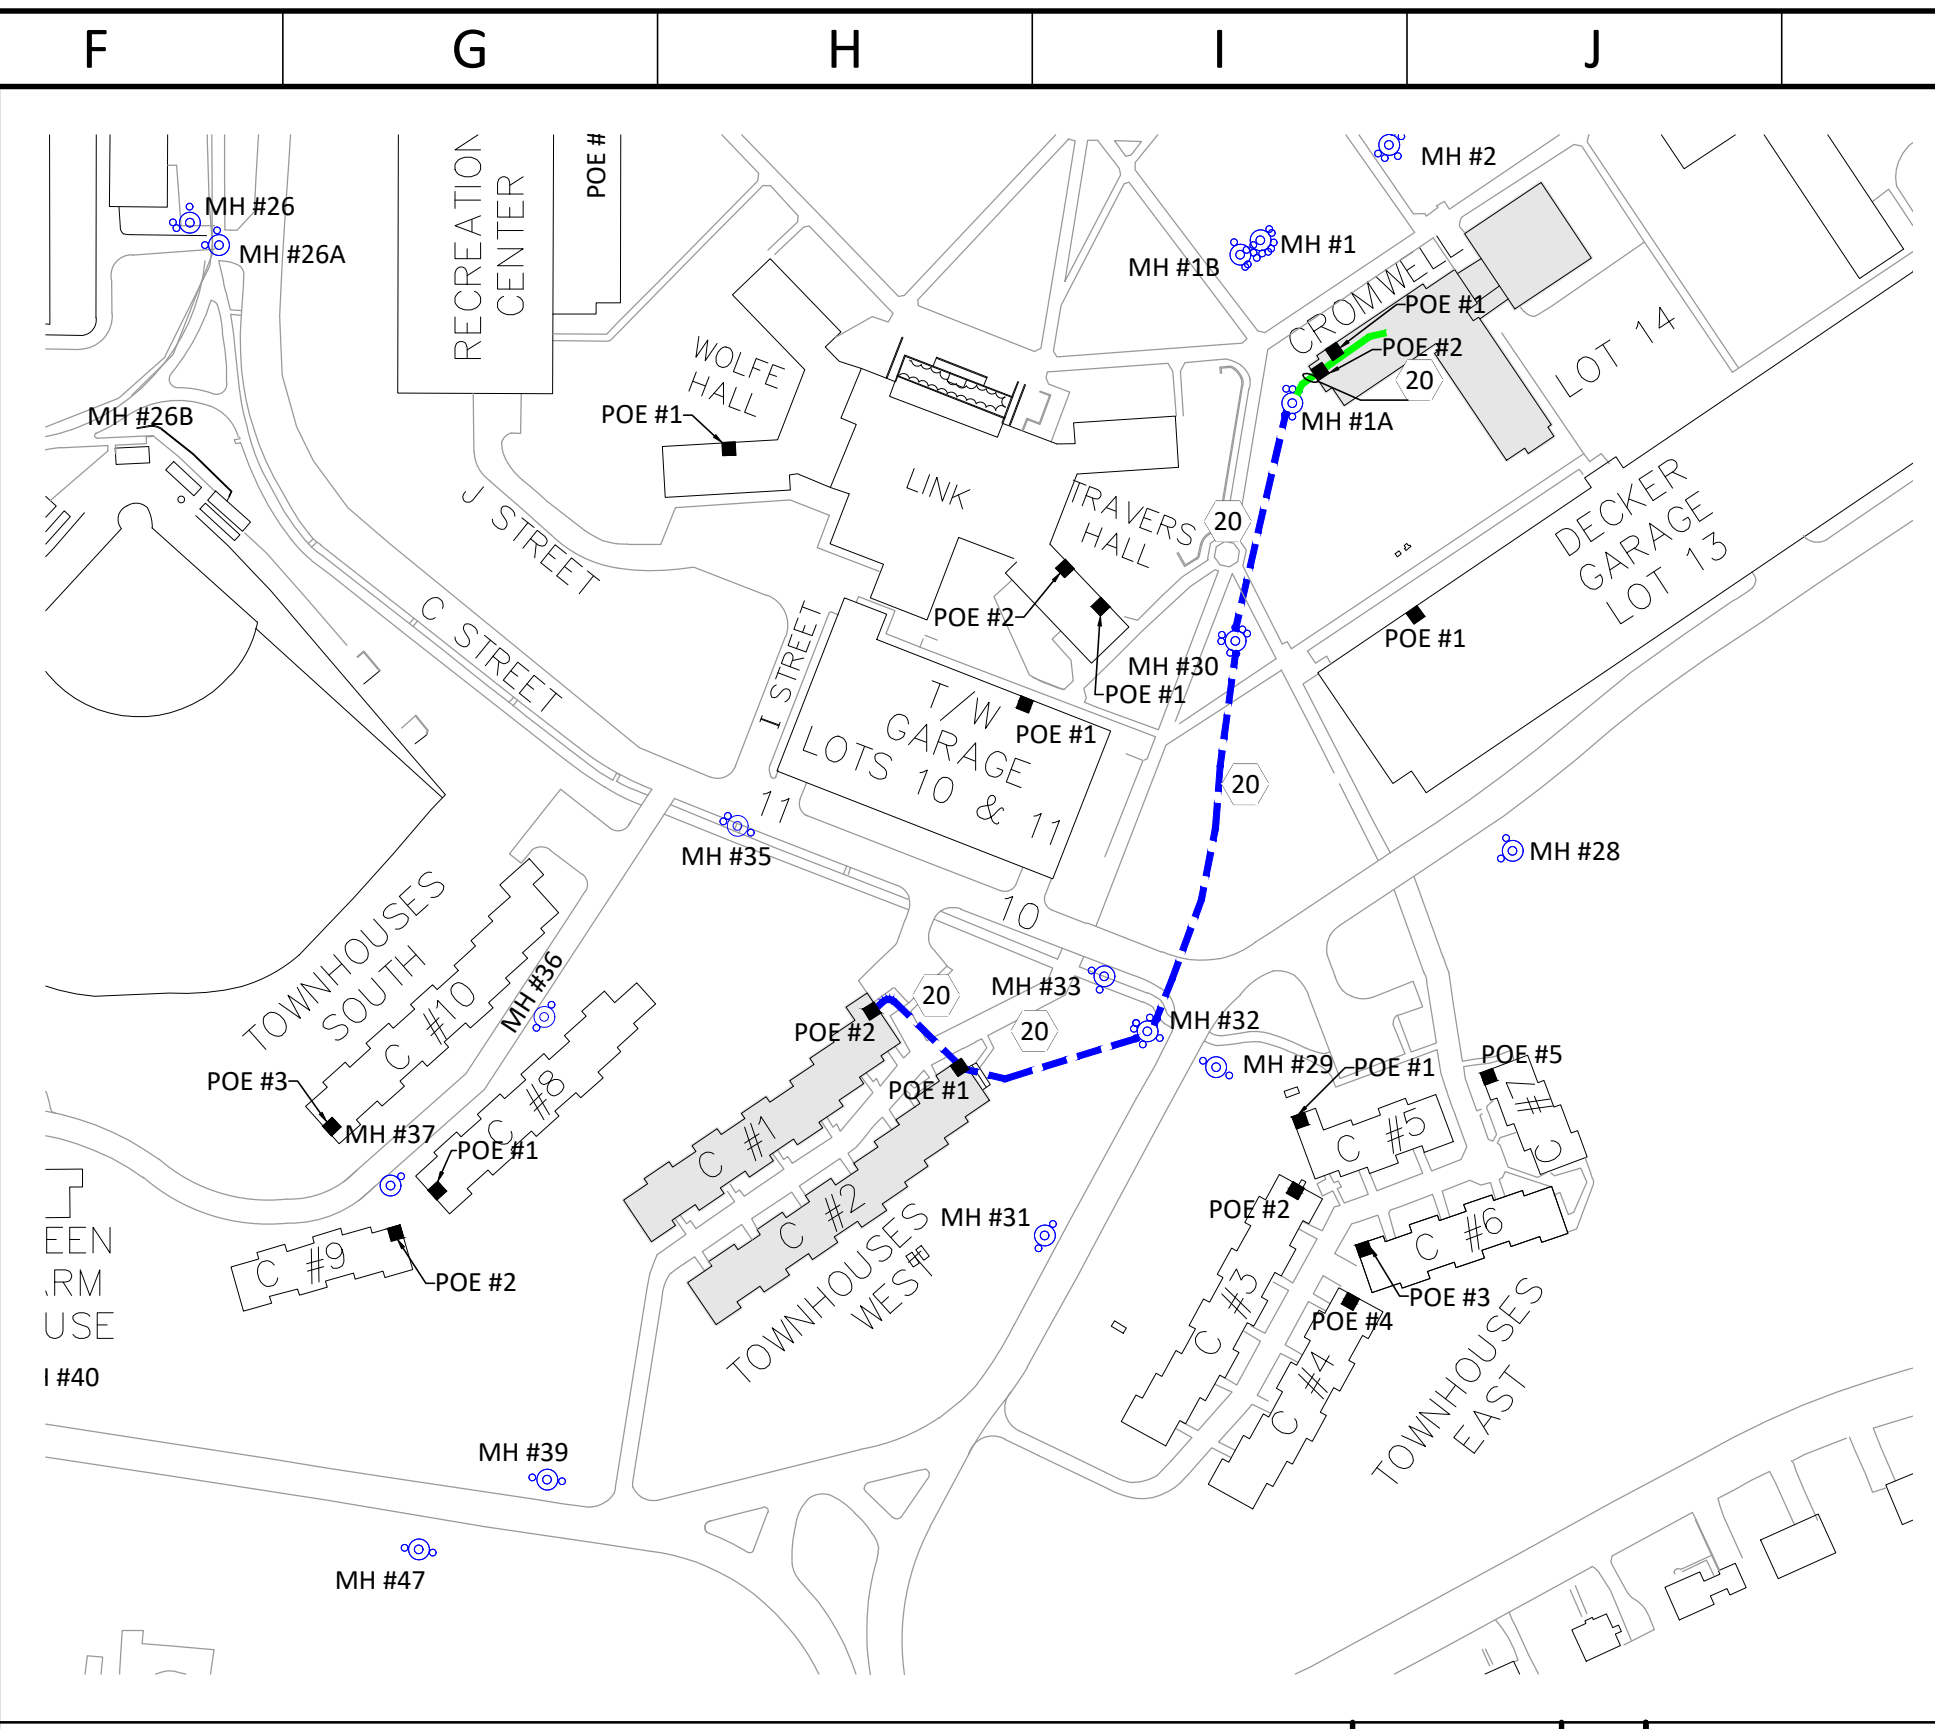 F
G
H
I
J
MH #26
MH #26A
MH #26B
RECREATION
CENTER
POE #
MH #2
MH #1
MH #1B
CROMWELL
POE #1
POE #2
20
MH #1A
LOT 14
WOLFE
HALL
POE #1
LINK
TRAVERS
HALL
20
POE #2
POE #1
MH #30
DECKER
GARAGE
LOT 13
POE #1
J STREET
C STREET
I STREET
T/W
GARAGE
LOTS 10 & 11
POE #1
20
11
10
MH #35
MH #28
TOWNHOUSES
SOUTH
C #10
MH #36
C #8
POE #3
MH #37
POE #1
C #9
POE #2
20
POE #2
MH #33
20
MH #32
POE #1
C #1
C #2
TOWNHOUSES
WEST
MH #31
MH #29
POE #1
POE #5
C #5
C #7
POE #2
C #6
POE #3
C #3
POE #4
C #4
TOWNHOUSES
EAST
EEN
RM
USE
#40
MH #39
MH #47